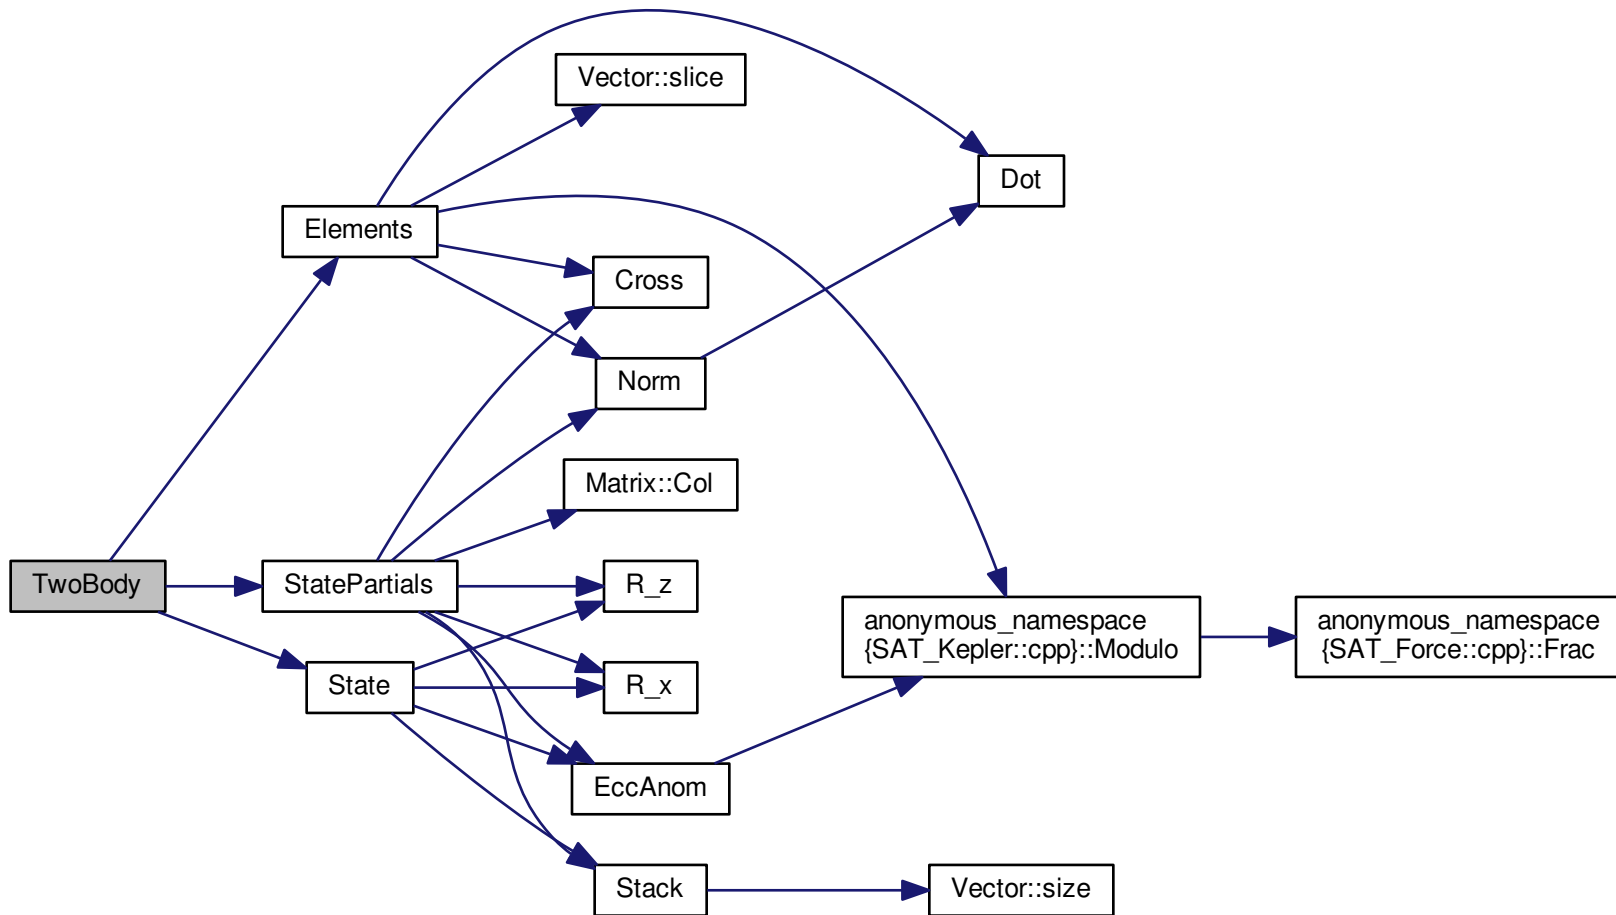 Vector::slice
Dot
Elements
Cross
Norm
Matrix::Col
TwoBody
StatePartials
R_z
anonymous_namespace
{SAT_Kepler::cpp}::Modulo
anonymous_namespace
{SAT_Force::cpp}::Frac
State
R_x
EccAnom
Stack
Vector::size